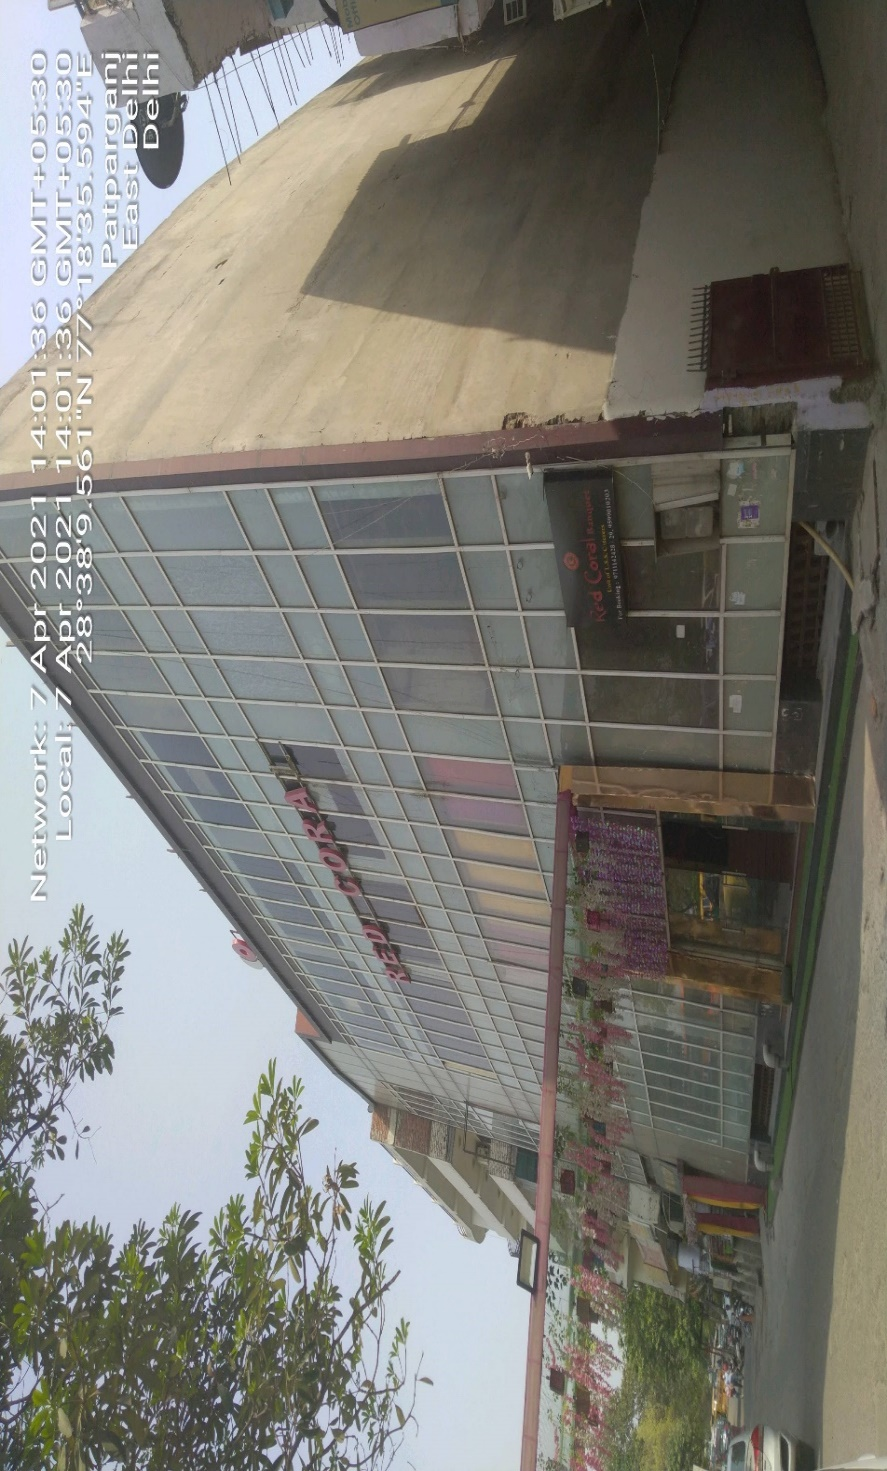 Network: 7 Apr 2021 14:01:36 GMT+05:30
Local: 7 Apr 2021 14:01:36 GMT+05:30
28°38'9.561"N 77°18'35.594"E
Patparganj
East Delhi
Delhi
RED CORAL
Red Coral Banquets
For Booking :